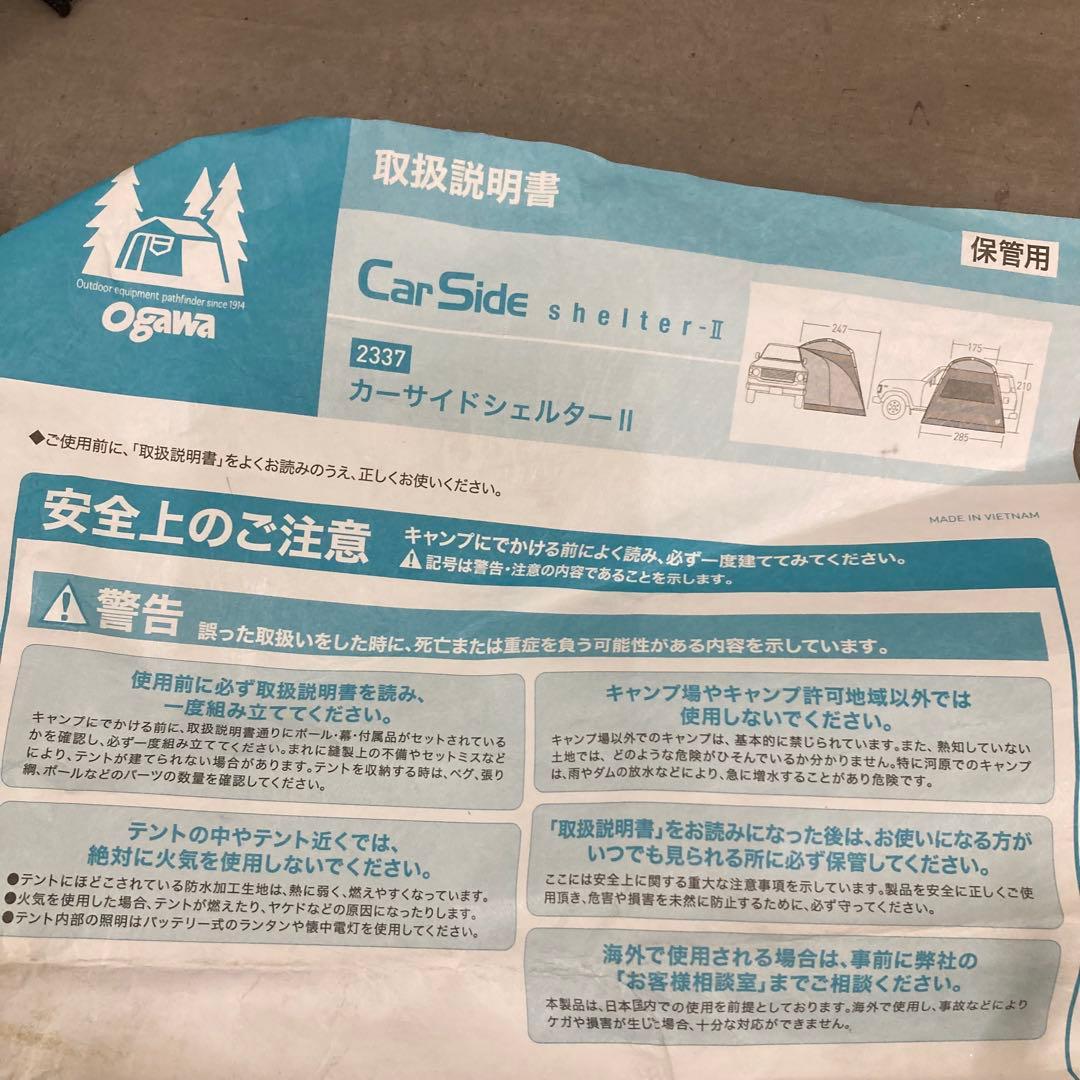 取扱説明書
保管用
Outdoor equipment pathfinder since 1914
Ogawa
Car Side shelter-II
2337
カーサイドシェルターII
247
175
210
285
◆ご使用前に、「取扱説明書」をよくお読みのうえ、正しくお使いください。
MADE IN VIETNAM
安全上のご注意
キャンプにでかける前によく読み、必ず一度建ててみてください。
⚠記号は警告・注意の内容であることを示します。
⚠警告 誤った取扱いをした時に、死亡または重症を負う可能性がある内容を示しています。
使用前に必ず取扱説明書を読み、
一度組み立ててください。
キャンプにでかける前に、取扱説明書通りにポール・幕・付属品がセットされている
かを確認し、必ず一度組み立ててください。まれに縫製上の不備やセットミスなど
により、テントが建てられない場合があります。テントを収納する時は、ペグ、張り
綱、ポールなどのパーツの数量を確認してください。
テントの中やテント近くでは、
絶対に火気を使用しないでください。
●テントにほどこされている防水加工生地は、熱に弱く、燃えやすくなっています。
●火気を使用した場合、テントが燃えたり、ヤケドなどの原因になったりします。
●テント内部の照明はバッテリー式のランタンや懐中電灯を使用してください。
キャンプ場やキャンプ許可地域以外では
使用しないでください。
キャンプ場以外でのキャンプは、基本的に禁じられています。また、熟知していない
土地では、どのような危険がひそんでいるか分かりません。特に河原でのキャンプ
は、雨やダムの放水などにより、急に増水することがあり危険です。
「取扱説明書」をお読みになった後は、お使いになる方が
いつでも見られる所に必ず保管してください。
ここには安全上に関する重大な注意事項を示しています。製品を安全に正しくご使
用頂き、危害や損害を未然に防止するために、必ず守ってください。
海外で使用される場合は、事前に弊社の
「お客様相談室」までご相談ください。
本製品は、日本国内での使用を前提としております。海外で使用し、事故などにより
ケガや損害が生じた場合、十分な対応ができません。